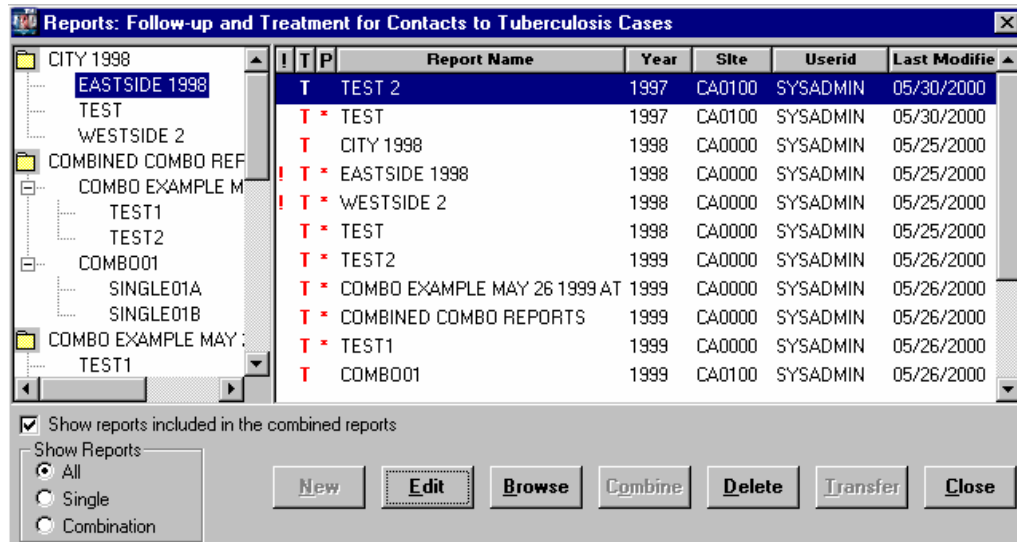 Reports: Follow-up and Treatment for Contacts to Tuberculosis Cases
CITY 1998
EASTSIDE 1998
TEST
WESTSIDE 2
COMBINED COMBO REF
COMBO EXAMPLE M
TEST1
TEST2
COMBO01
SINGLE01A
SINGLE01B
COMBO EXAMPLE MAY 2
TEST1
! T P Report Name Year SIte Userid Last Modifie
T TEST 2 1997 CA0100 SYSADMIN 05/30/2000
T * TEST 1997 CA0100 SYSADMIN 05/30/2000
T CITY 1998 1998 CA0000 SYSADMIN 05/25/2000
! T * EASTSIDE 1998 1998 CA0000 SYSADMIN 05/25/2000
! T * WESTSIDE 2 1998 CA0000 SYSADMIN 05/25/2000
T * TEST 1998 CA0000 SYSADMIN 05/25/2000
T * TEST2 1999 CA0000 SYSADMIN 05/26/2000
T * COMBO EXAMPLE MAY 26 1999 AT 1999 CA0000 SYSADMIN 05/26/2000
T * COMBINED COMBO REPORTS 1999 CA0000 SYSADMIN 05/26/2000
T * TEST1 1999 CA0000 SYSADMIN 05/26/2000
T COMBO01 1999 CA0100 SYSADMIN 05/26/2000
Show reports included in the combined reports
Show Reports
All
Single
Combination
New Edit Browse Combine Delete Transfer Close